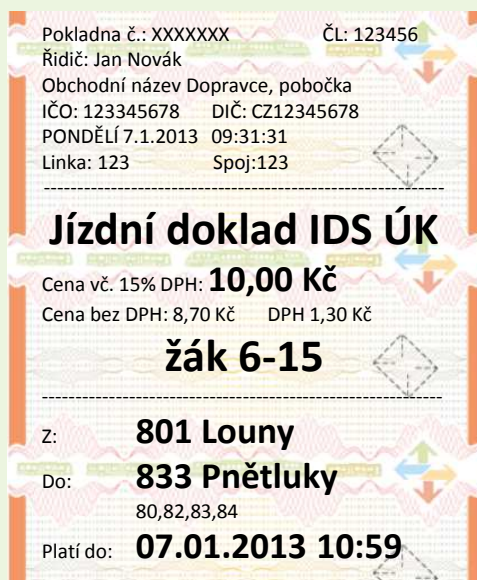 Pokladna č.: XXXXXXX ČL: 123456
Řidič: Jan Novák
Obchodní název Dopravce, pobočka
IČO: 123345678 DIČ: CZ12345678
PONDĚLÍ 7.1.2013 09:31:31
Linka: 123 Spoj:123
------------------------------------------------------------
Jízdní doklad IDS ÚK
Cena vč. 15% DPH: 10,00 Kč
Cena bez DPH: 8,70 Kč DPH 1,30 Kč
žák 6-15
------------------------------------------------------------
Z: 801 Louny
Do: 833 Pnětluky
80,82,83,84
Platí do: 07.01.2013 10:59